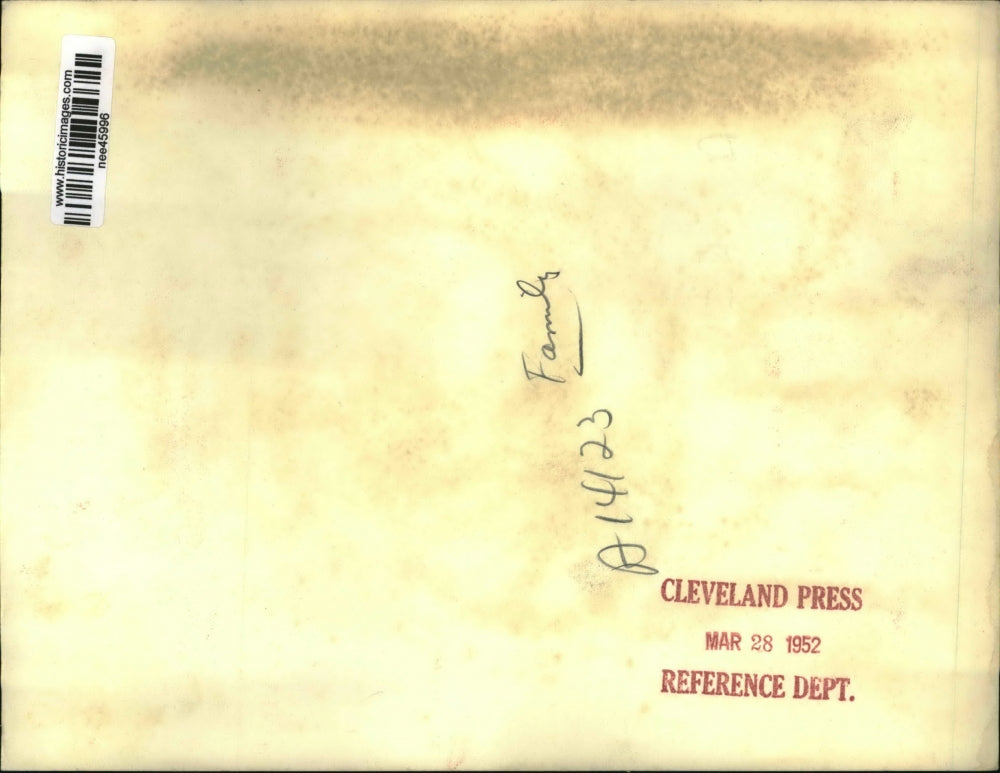 www.historicimages.com
nee45996
Family
A 14123
CLEVELAND PRESS
MAR 28 1952
REFERENCE DEPT.